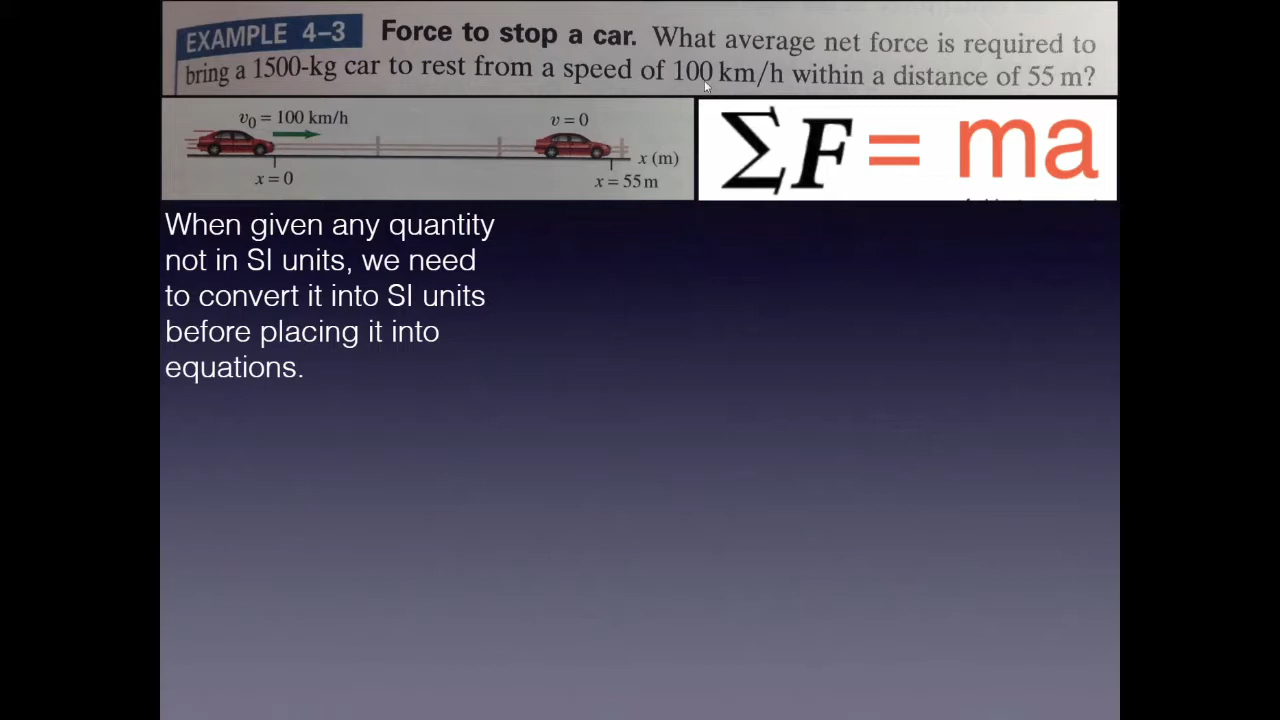 EXAMPLE 4–3 Force to stop a car. What average net force is required to
bring a 1500-kg car to rest from a speed of 100 km/h within a distance of 55 m?
v₀ = 100 km/h
v = 0
x (m)
x = 0
x = 55 m
ΣF = ma
When given any quantity
not in SI units, we need
to convert it into SI units
before placing it into
equations.